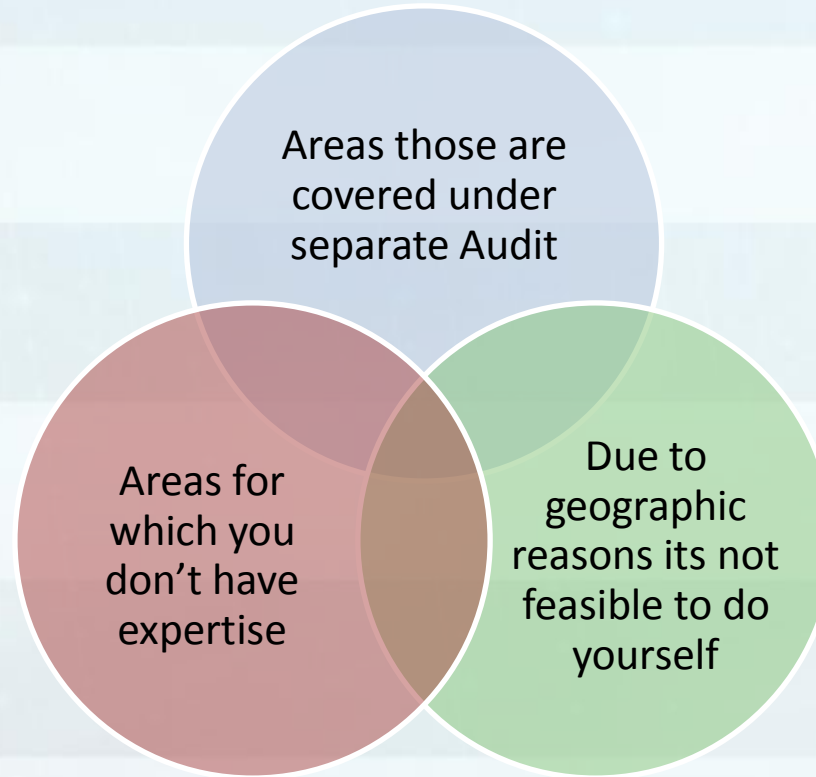 Areas those are
covered under
separate Audit
Areas for
which you
don’t have
expertise
Due to
geographic
reasons its not
feasible to do
yourself